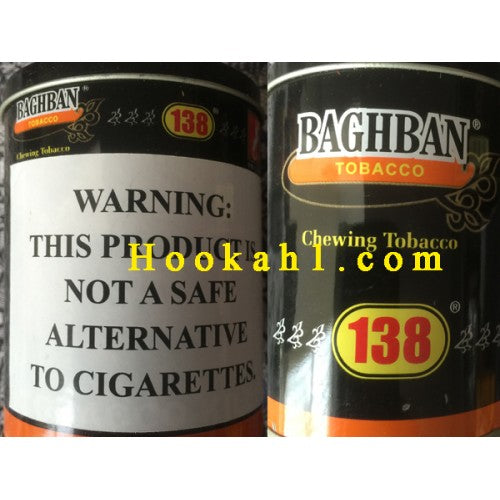 BAGHBAN®
TOBACCO
138®
Chewing Tobacco
WARNING:
THIS PRODUCT IS
NOT A SAFE
ALTERNATIVE
TO CIGARETTES.
BAGHBAN®
TOBACCO
Chewing Tobacco
138®
Hookah1.com